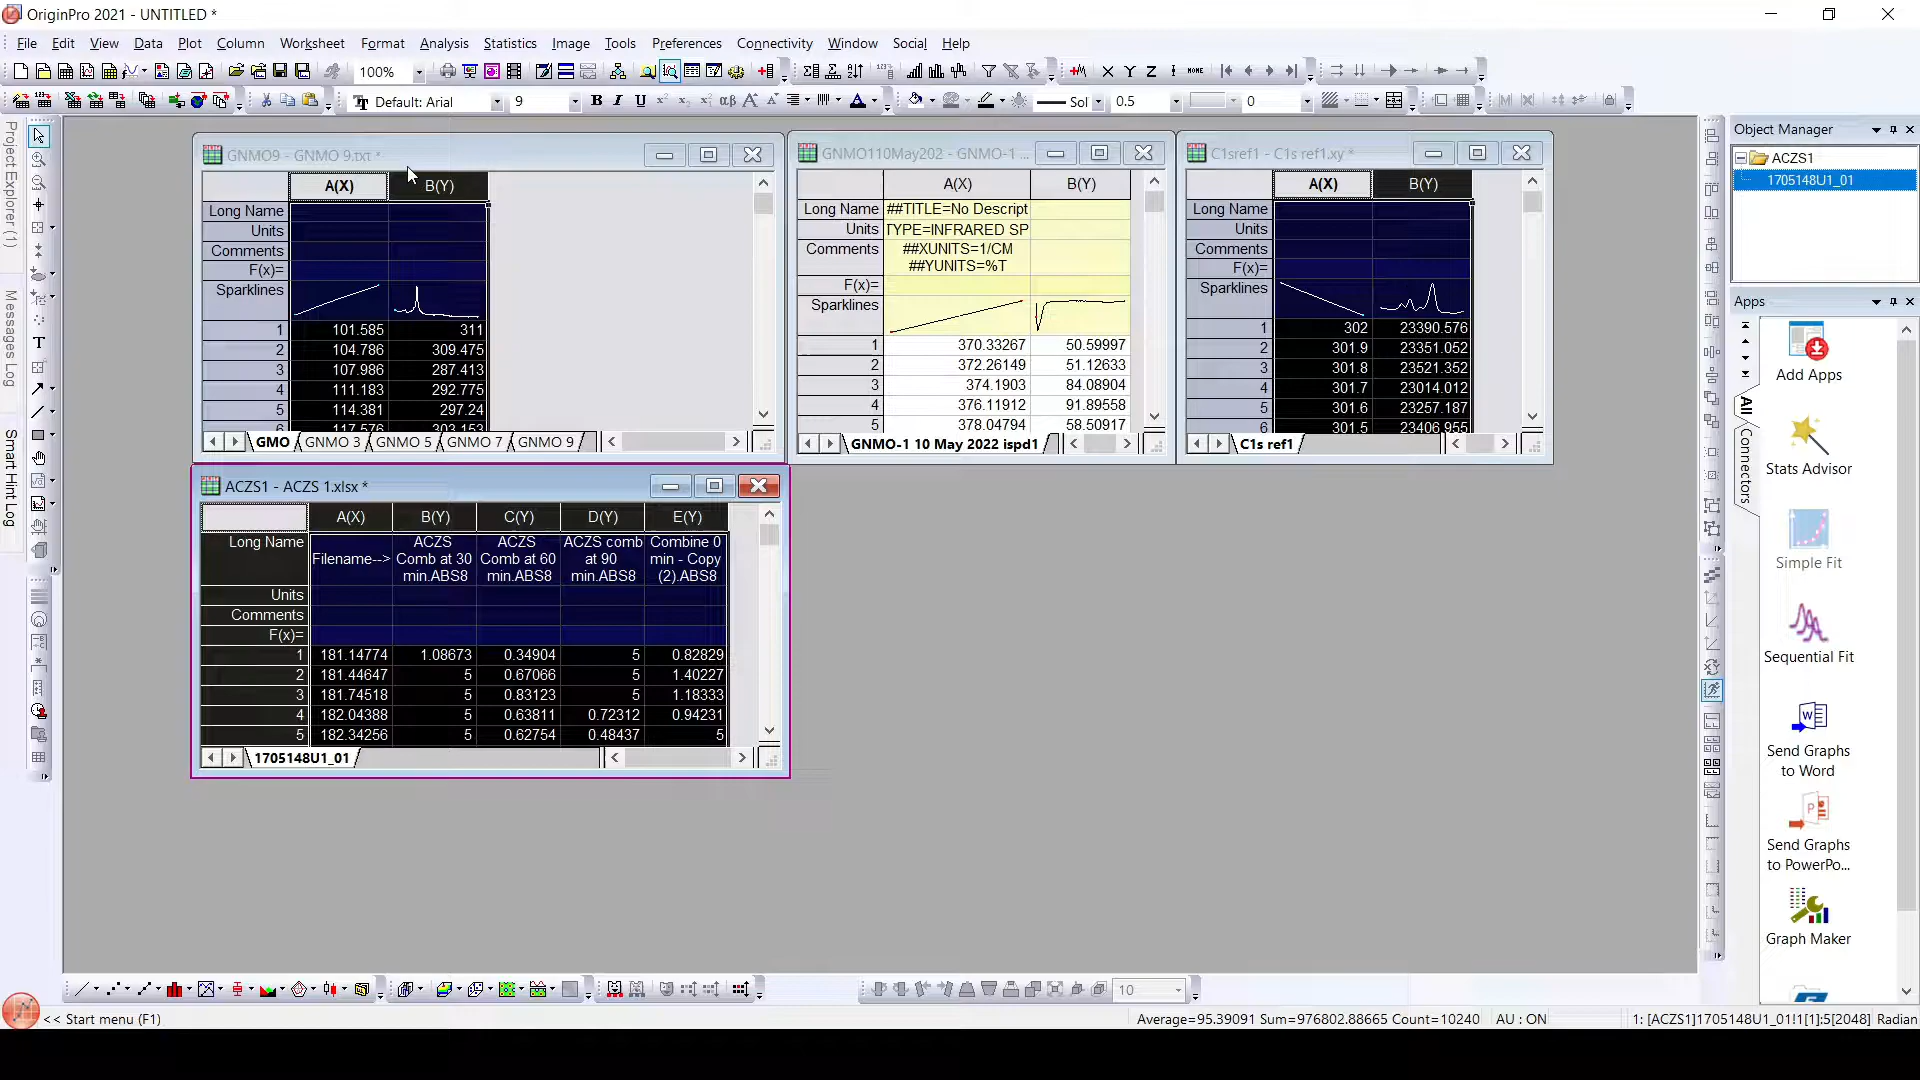 OriginPro 2021 - UNTITLED *
File Edit View Data Plot Column Worksheet Format Analysis Statistics Image Tools Preferences Connectivity Window Social Help
100%
Default: Arial 9 B I U Sol 0.5 0
Project Explorer (1)
Messages Log
Smart Hint Log
GNMO9 - GNMO 9.txt *
A(X) B(Y)
Long Name
Units
Comments
F(x)=
Sparklines
1 101.585 311
2 104.786 309.475
3 107.986 287.413
4 111.183 292.775
5 114.381 297.24
6 117.576 303.153
GMO GNMO 3 GNMO 5 GNMO 7 GNMO 9
GNMO110May202 - GNMO-1 ...
A(X) B(Y)
Long Name ##TITLE=No Descript
Units TYPE=INFRARED SP
Comments ##XUNITS=1/CM
##YUNITS=%T
F(x)=
Sparklines
1 370.33267 50.59997
2 372.26149 51.12633
3 374.1903 84.08904
4 376.11912 91.89558
5 378.04794 58.50917
GNMO-1 10 May 2022 ispd1
C1sref1 - C1s ref1.xy *
A(X) B(Y)
Long Name
Units
Comments
F(x)=
Sparklines
1 302 23390.576
2 301.9 23351.052
3 301.8 23521.352
4 301.7 23014.012
5 301.6 23257.187
6 301.5 23406.955
C1s ref1
ACZS1 - ACZS 1.xlsx *
A(X) B(Y) C(Y) D(Y) E(Y)
Long Name Filename--> ACZS Comb at 30 min.ABS8 ACZS Comb at 60 min.ABS8 ACZS comb at 90 min.ABS8 Combine 0 min - Copy (2).ABS8
Units
Comments
F(x)=
1 181.14774 1.08673 0.34904 5 0.82829
2 181.44647 5 0.67066 5 1.40227
3 181.74518 5 0.83123 5 1.18333
4 182.04388 5 0.63811 0.72312 0.94231
5 182.34256 5 0.62754 0.48437 5
1705148U1_01
Object Manager
ACZS1
1705148U1_01
Apps
All
Connectors
Add Apps
Stats Advisor
Simple Fit
Sequential Fit
Send Graphs
to Word
Send Graphs
to PowerPo...
Graph Maker
10
<< Start menu (F1) Average=95.39091 Sum=976802.88665 Count=10240 AU : ON 1: [ACZS1]1705148U1_01!1[1]:5[2048] Radian